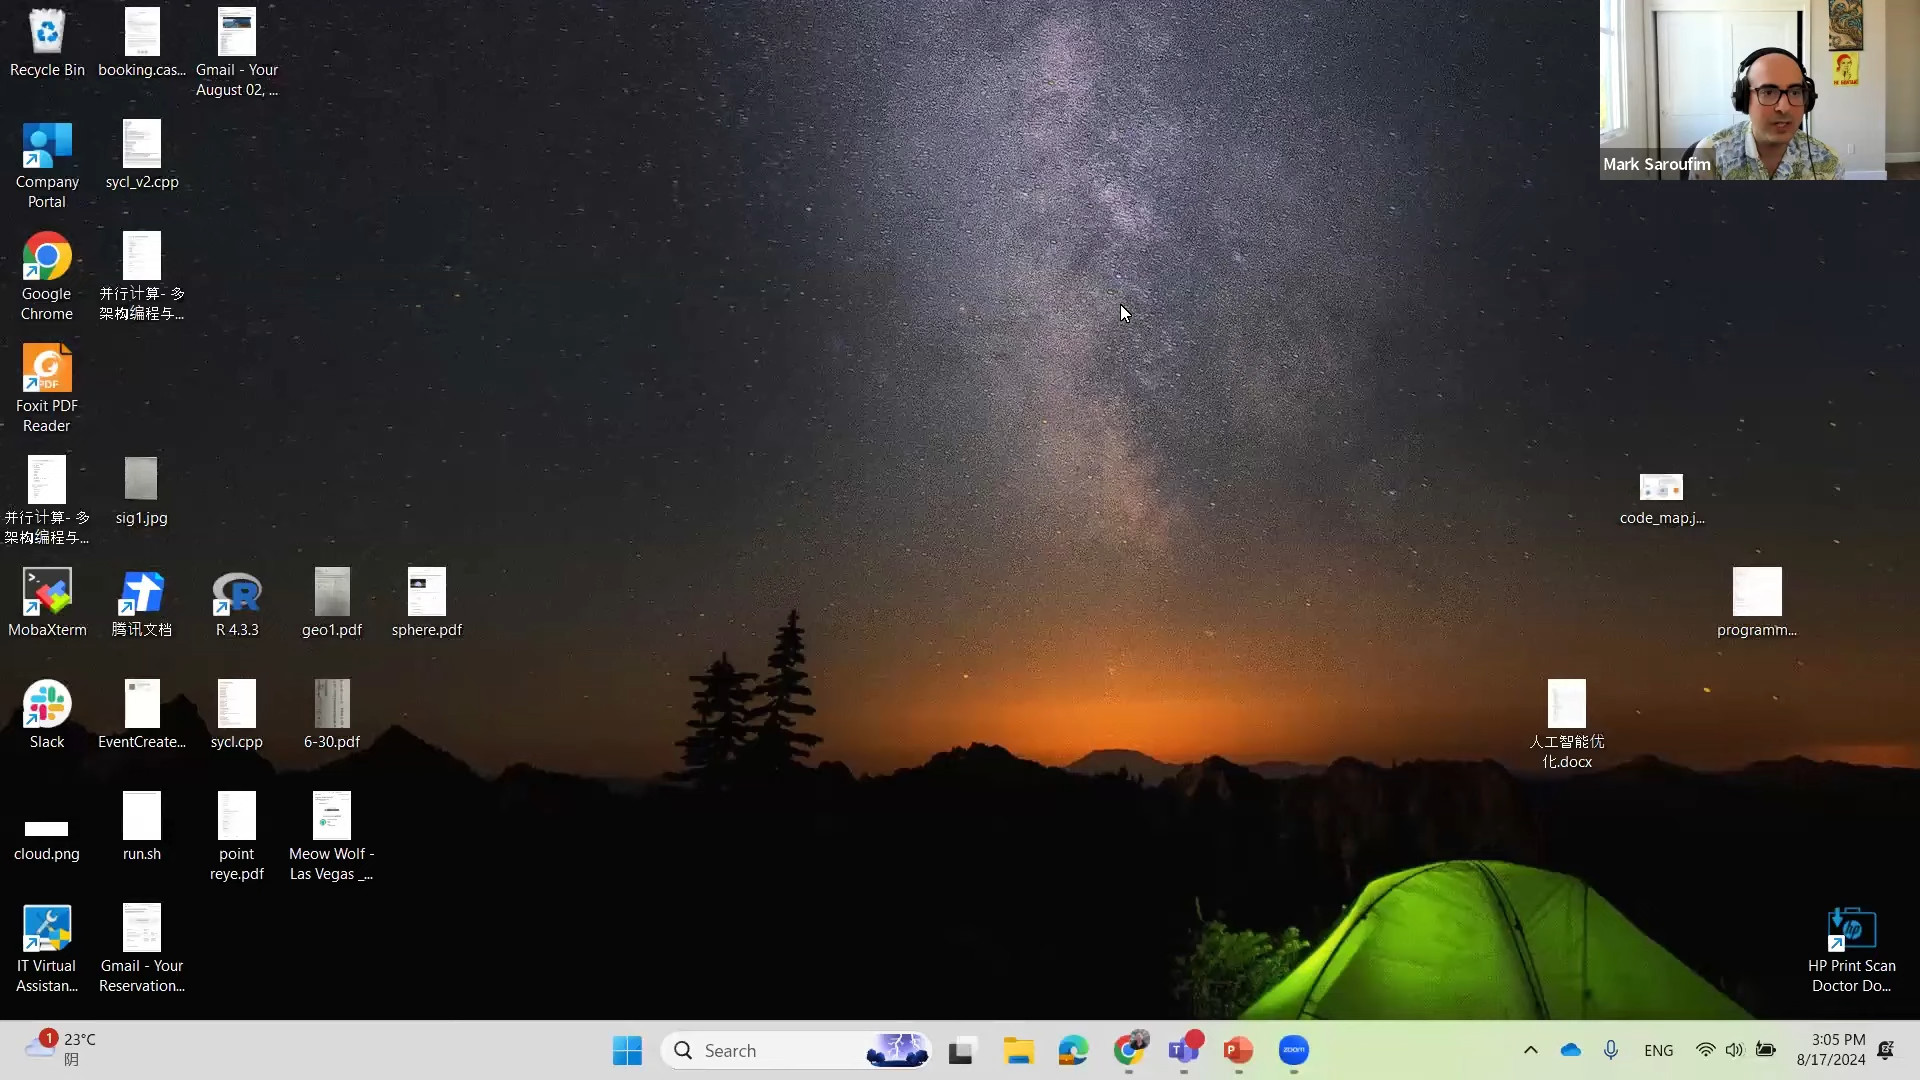 Recycle Bin
booking.cas...
Gmail - Your
August 02, ...
Mark Saroufim
Company
Portal
sycl_v2.cpp
Google
Chrome
并行计算- 多
架构编程与...
Foxit PDF
Reader
并行计算- 多
架构编程与...
sig1.jpg
code_map.j...
MobaXterm
腾讯文档
R 4.3.3
geo1.pdf
sphere.pdf
programm...
Slack
EventCreate...
sycl.cpp
6-30.pdf
人工智能优
化.docx
cloud.png
run.sh
point
reye.pdf
Meow Wolf -
Las Vegas _...
IT Virtual
Assistan...
Gmail - Your
Reservation...
HP Print Scan
Doctor Do...
1
23°C
阴
Search
zoom
ENG
3:05 PM
8/17/2024